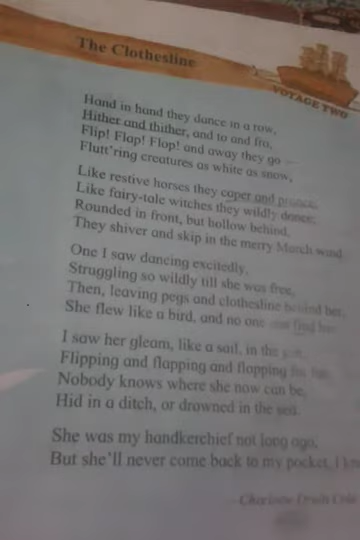 The Clothesline
VOYAGE TWO
Hand in hand they dance in a row,
Hither and thither, and to and fro,
Flip! Flap! Flop! and away they go —
Flutt'ring creatures as white as snow,
Like restive horses they caper and prance;
Like fairy-tale witches they wildly dance;
Rounded in front, but hollow behind,
They shiver and skip in the merry March wind.
One I saw dancing excitedly,
Struggling so wildly till she was free,
Then, leaving pegs and clothesline behind her,
She flew like a bird, and no one can find her.
I saw her gleam, like a sail, in the
Flipping and flapping and flopping for fun.
Nobody knows where she now can be,
Hid in a ditch, or drowned in the sea.
She was my handkerchief not long ago,
But she'll never come back to my pocket, I